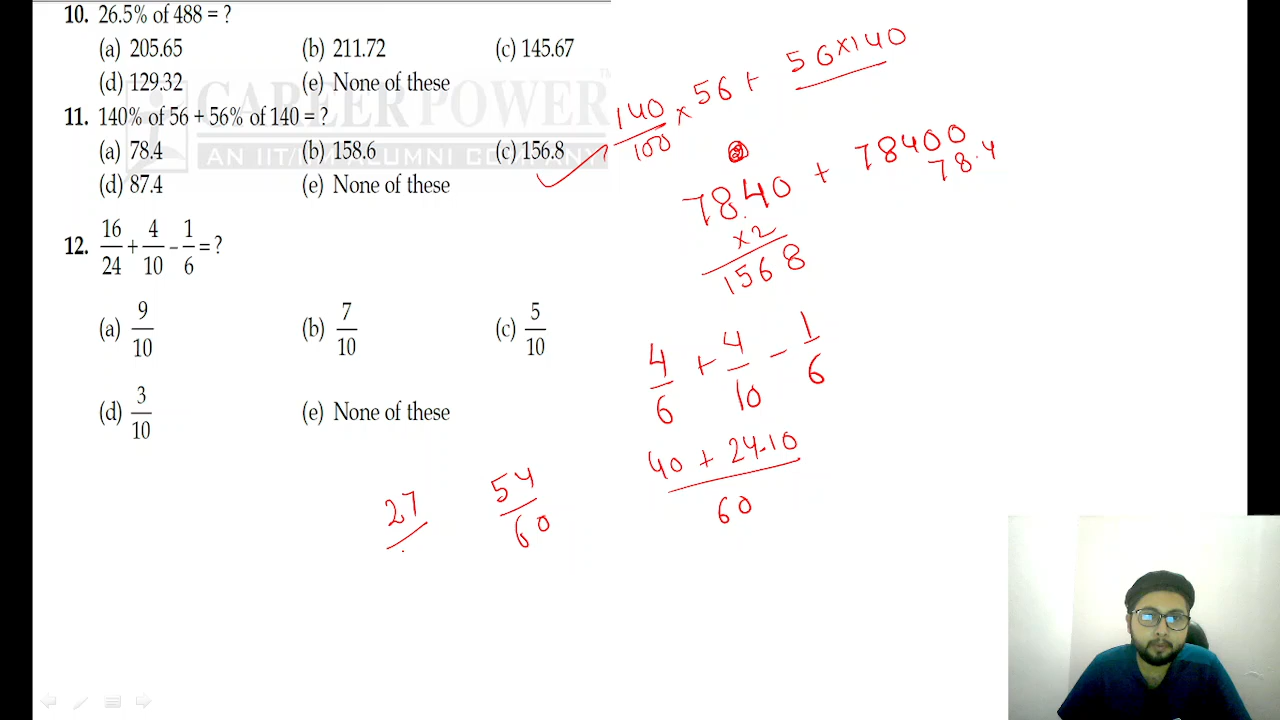 10. 26.5% of 488 = ?
(a) 205.65 (b) 211.72 (c) 145.67
(d) 129.32 (e) None of these
CAREER POWER
AN IIT/IIM ALUMNI COMPANY
11. 140% of 56 + 56% of 140 = ?
(a) 78.4 (b) 158.6 (c) 156.8
(d) 87.4 (e) None of these
12. 16/24 + 4/10 - 1/6 = ?
(a) 9/10 (b) 7/10 (c) 5/10
(d) 3/10 (e) None of these
140/100 × 56 + 56×140
78.40 + 78400
78.4
×2
1568
4/6 + 4/10 - 1/6
40 + 24-10
60
54/60
27